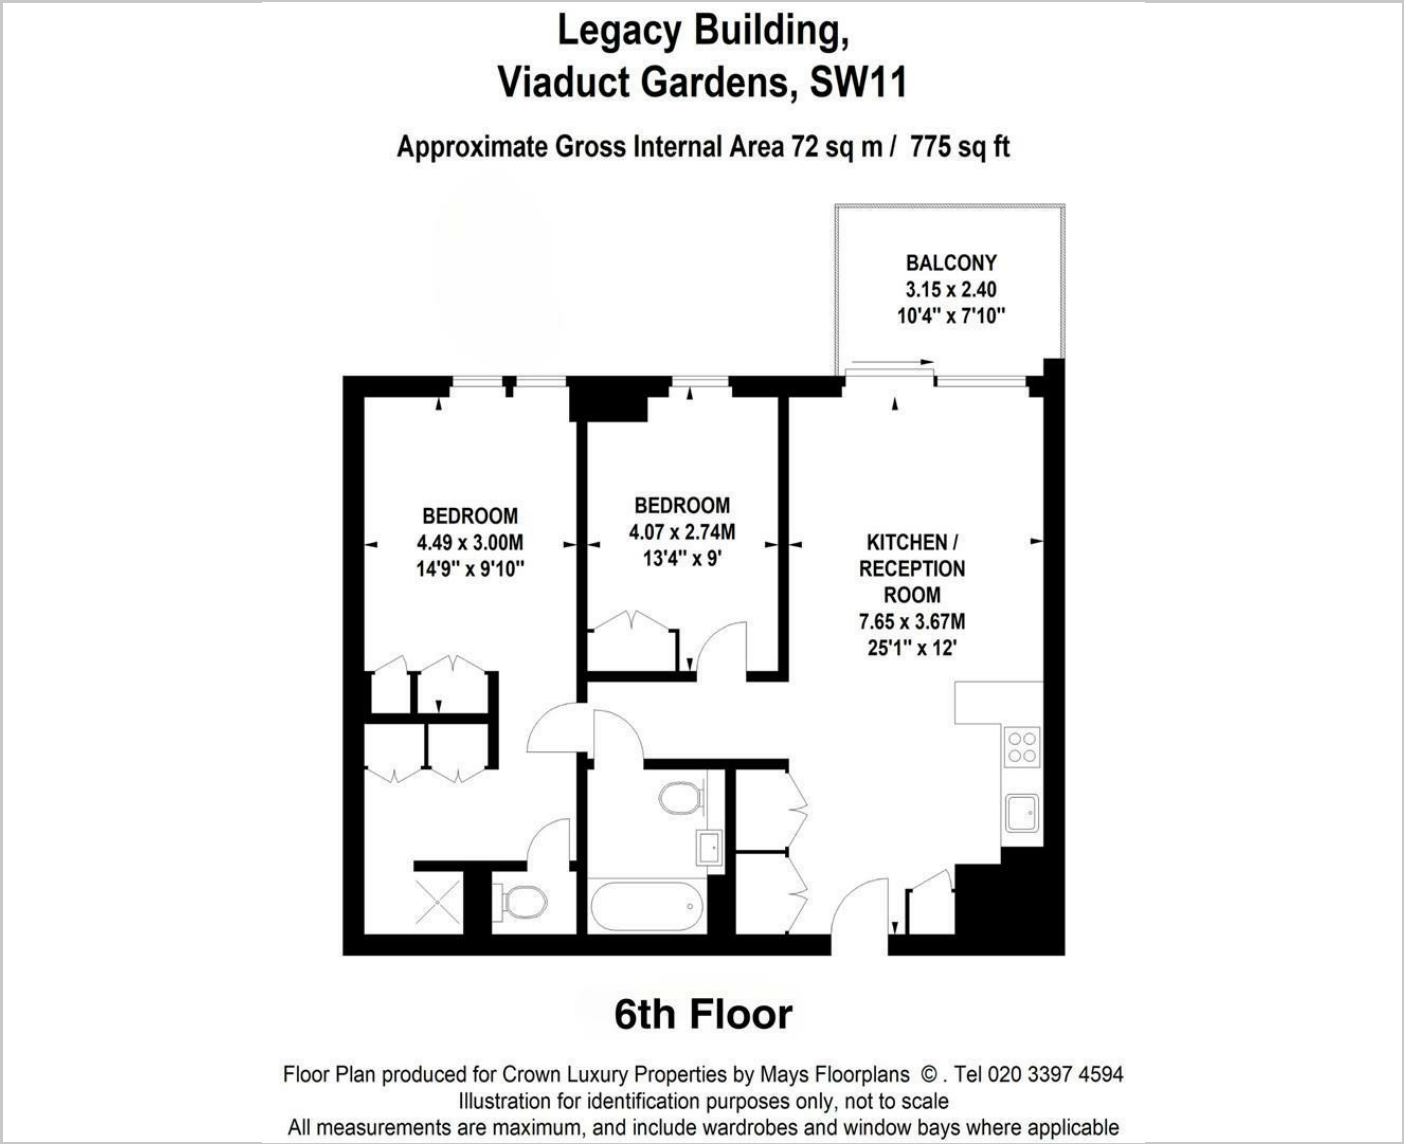 Legacy Building,
Viaduct Gardens, SW11
Approximate Gross Internal Area 72 sq m / 775 sq ft
BALCONY
3.15 x 2.40
10'4" x 7'10"
BEDROOM
4.49 x 3.00M
14'9" x 9'10"
BEDROOM
4.07 x 2.74M
13'4" x 9'
KITCHEN /
RECEPTION
ROOM
7.65 x 3.67M
25'1" x 12'
6th Floor
Floor Plan produced for Crown Luxury Properties by Mays Floorplans © . Tel 020 3397 4594
Illustration for identification purposes only, not to scale
All measurements are maximum, and include wardrobes and window bays where applicable